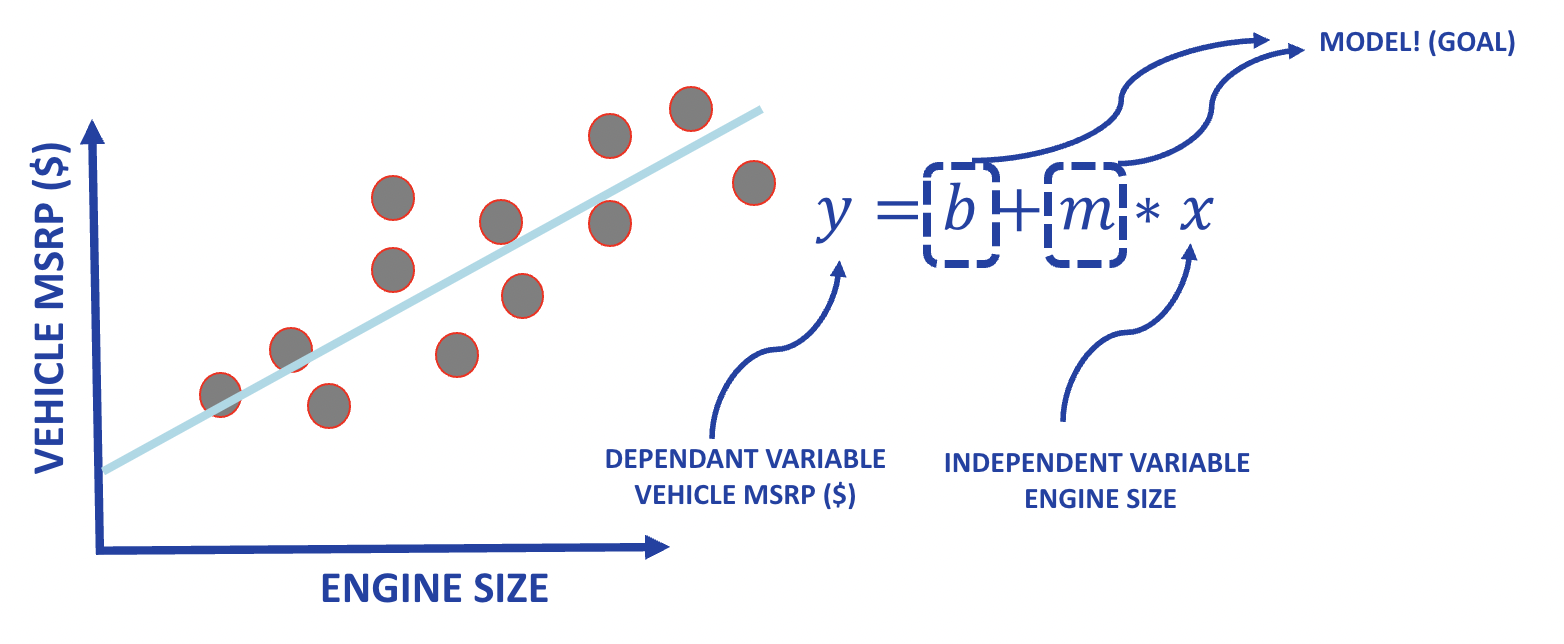 MODEL! (GOAL)
VEHICLE MSRP ($)
y = b + m * x
DEPENDANT VARIABLE
VEHICLE MSRP ($)
INDEPENDENT VARIABLE
ENGINE SIZE
ENGINE SIZE